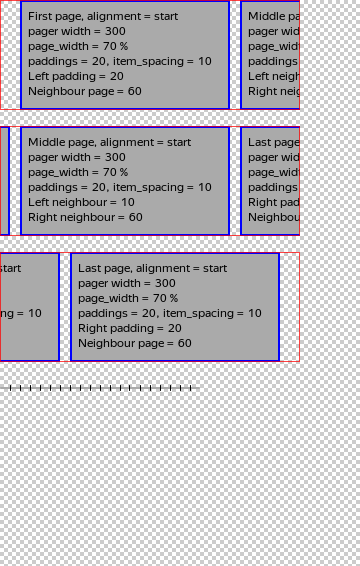 First page, alignment = start
pager width = 300
page_width = 70 %
paddings = 20, item_spacing = 10
Left padding = 20
Neighbour page = 60
Middle pa
pager wid
page_widt
paddings
Left neigh
Right neig
Middle page, alignment = start
pager width = 300
page_width = 70 %
paddings = 20, item_spacing = 10
Left neighbour = 10
Right neighbour = 60
Last page
pager wid
page_widt
paddings
Right pad
Neighbou
start
ng = 10
Last page, alignment = start
pager width = 300
page_width = 70 %
paddings = 20, item_spacing = 10
Right padding = 20
Neighbour page = 60